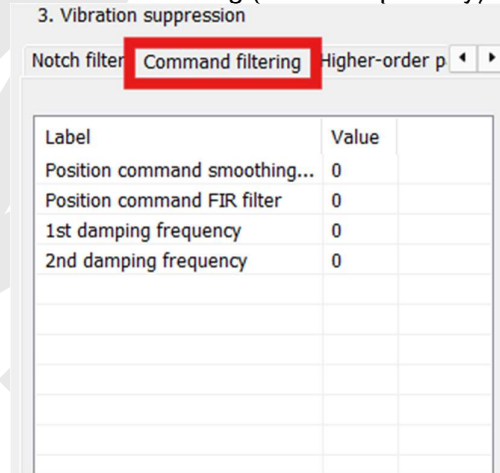 3. Vibration suppression
Notch filter Command filtering Higher-order p
Label Value
Position command smoothing... 0
Position command FIR filter 0
1st damping frequency 0
2nd damping frequency 0